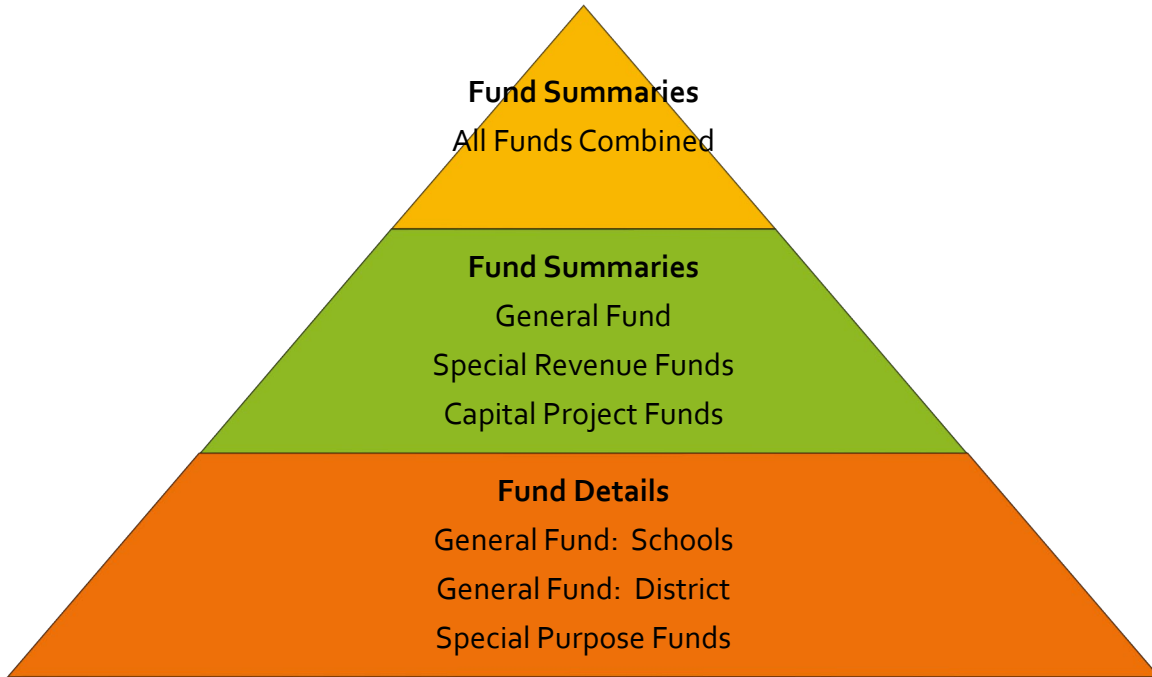 Fund Summaries
All Funds Combined
Fund Summaries
General Fund
Special Revenue Funds
Capital Project Funds
Fund Details
General Fund:  Schools
General Fund:  District
Special Purpose Funds